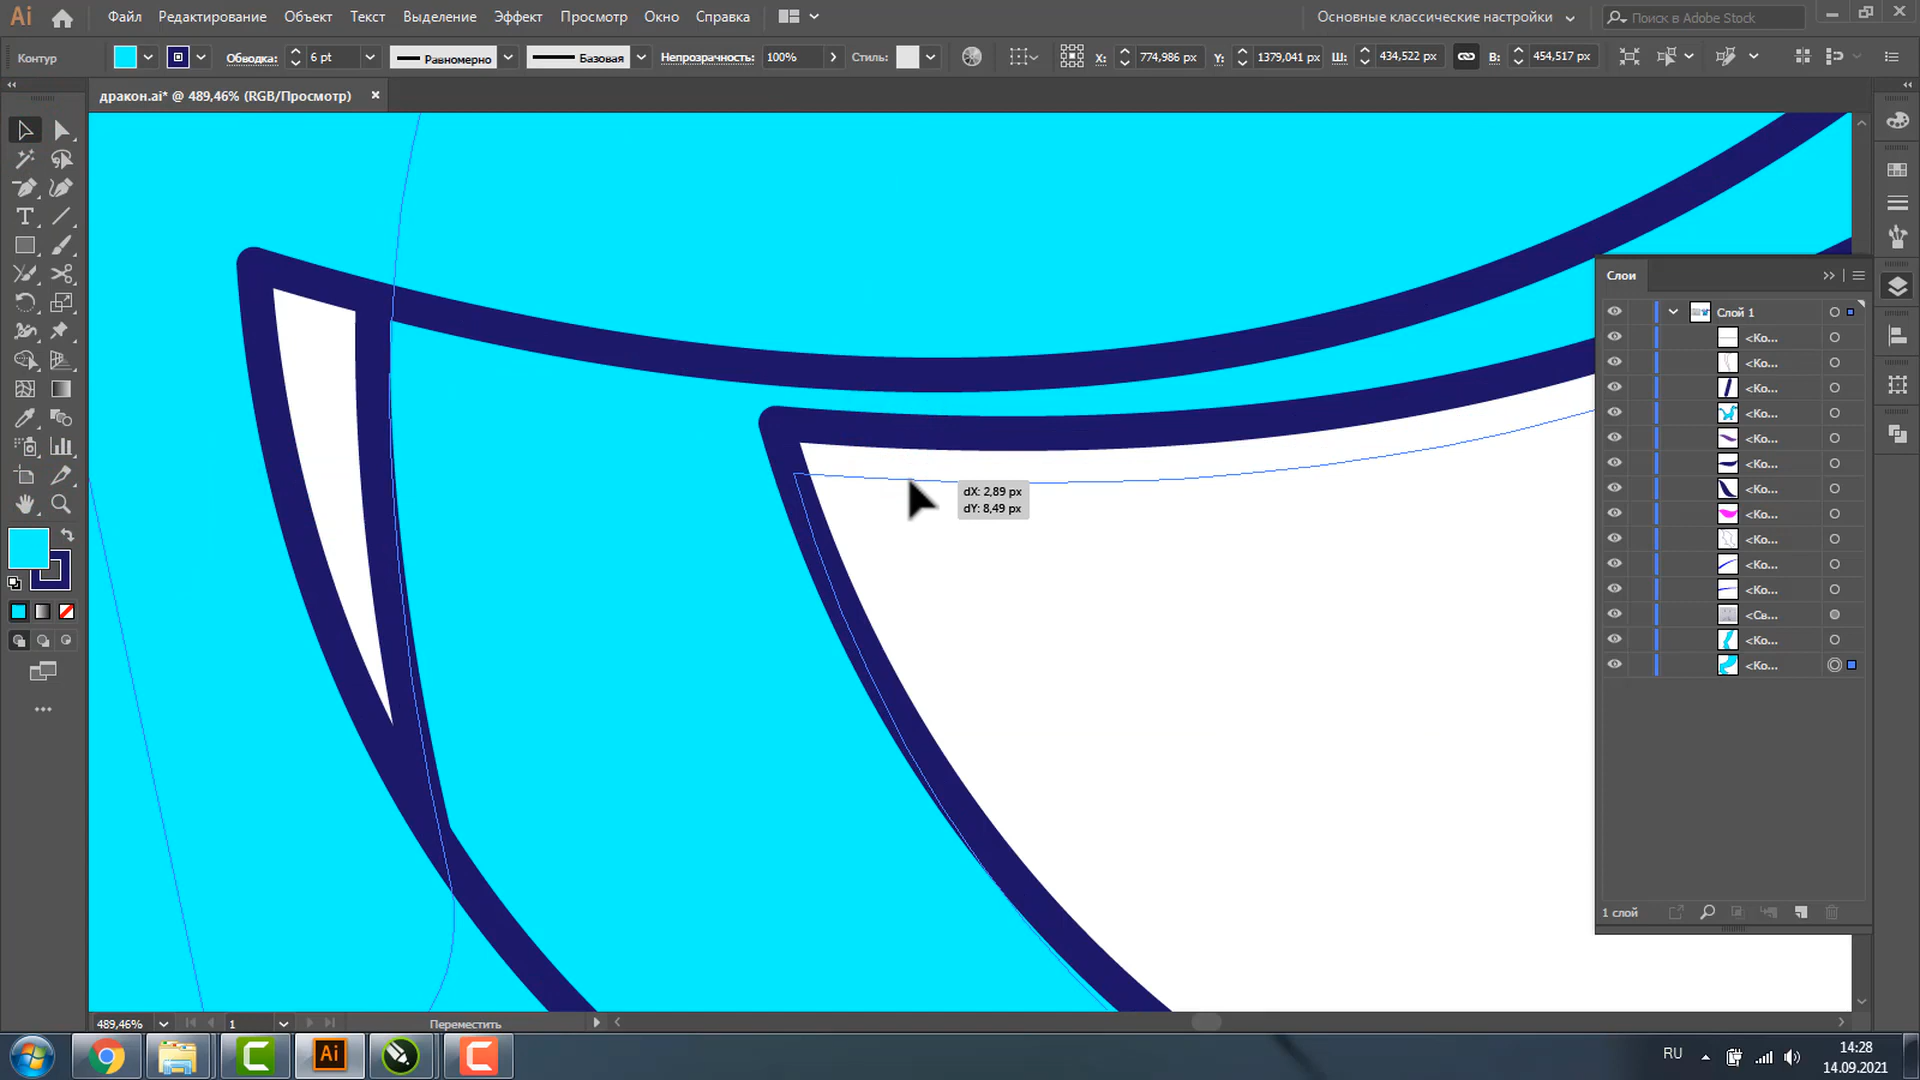 Ai
Файл Редактирование Объект Текст Выделение Эффект Просмотр Окно Справка
Основные классические настройки
Поиск в Adobe Stock
Контур
Обводка: 6 pt Равномерно Базовая Непрозрачность: 100% Стиль: X: 774,986 px Y: 1379,041 px Ш: 434,522 px В: 454,517 px
дракон.ai* @ 489,46% (RGB/Просмотр)
dX: 2,89 px
dY: 8,49 px
Слои
Слой 1
<Ко...
<Ко...
<Ко...
<Ко...
<Ко...
<Ко...
<Ко...
<Ко...
<Ко...
<Ко...
<Ко...
<Св...
<Ко...
<Ко...
1 слой
489,46% 1 Переместить
Ai
RU
14:28
14.09.2021